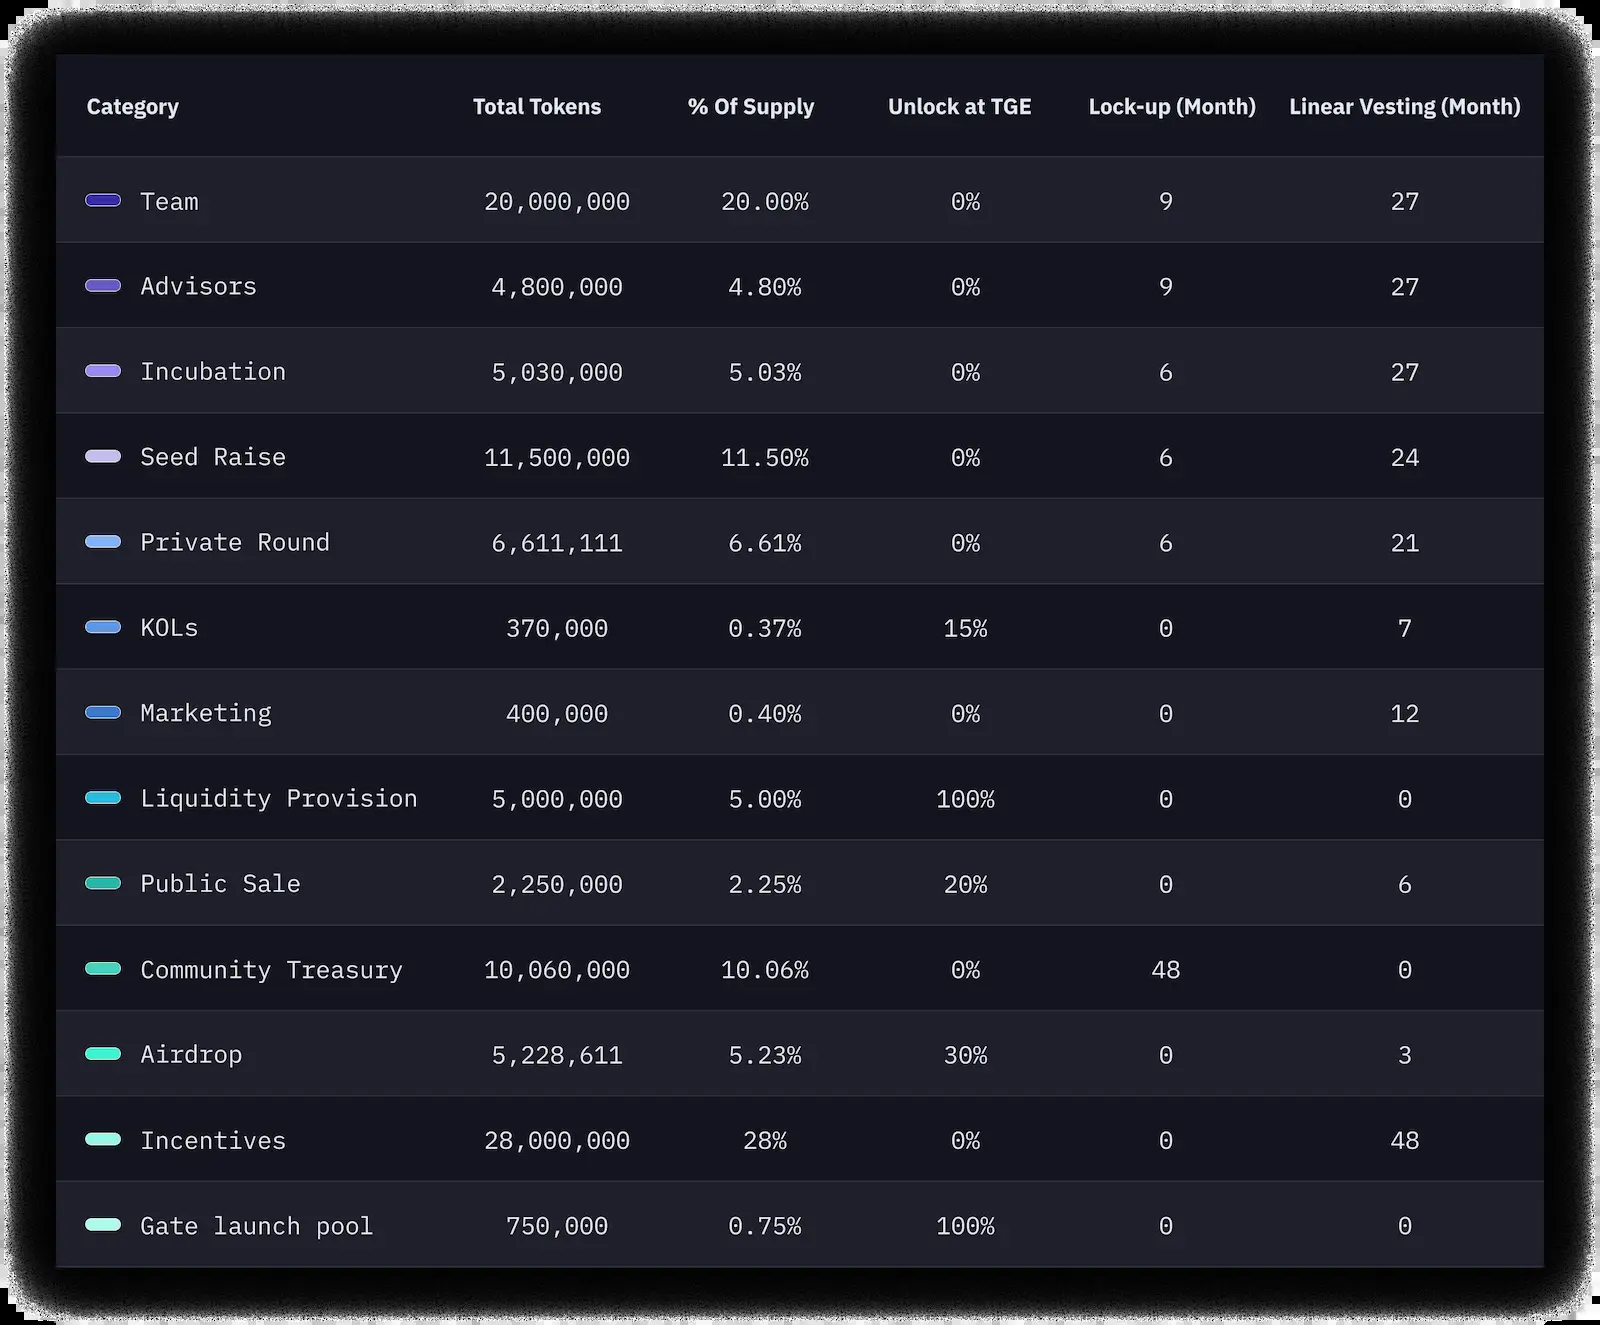 Category Total Tokens % Of Supply Unlock at TGE Lock-up (Month) Linear Vesting (Month)
Team 20,000,000 20.00% 0% 9 27
Advisors 4,800,000 4.80% 0% 9 27
Incubation 5,030,000 5.03% 0% 6 27
Seed Raise 11,500,000 11.50% 0% 6 24
Private Round 6,611,111 6.61% 0% 6 21
KOLs 370,000 0.37% 15% 0 7
Marketing 400,000 0.40% 0% 0 12
Liquidity Provision 5,000,000 5.00% 100% 0 0
Public Sale 2,250,000 2.25% 20% 0 6
Community Treasury 10,060,000 10.06% 0% 48 0
Airdrop 5,228,611 5.23% 30% 0 3
Incentives 28,000,000 28% 0% 0 48
Gate launch pool 750,000 0.75% 100% 0 0